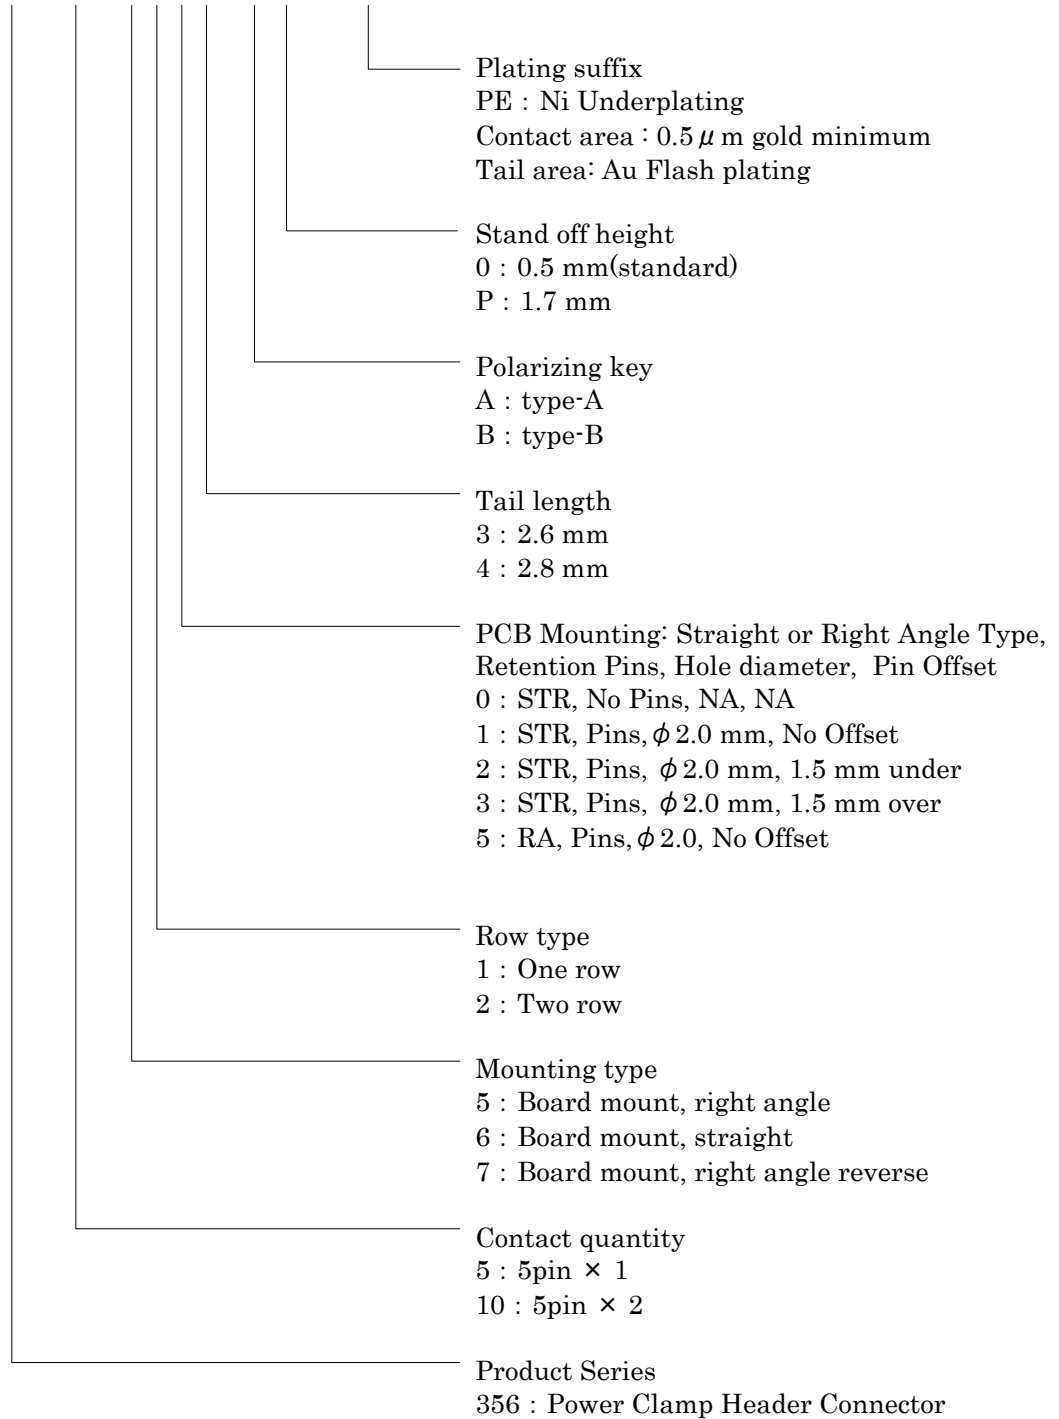 Plating suffix
PE : Ni Underplating
Contact area : 0.5 μ m gold minimum
Tail area: Au Flash plating
Stand off height
0 : 0.5 mm(standard)
P : 1.7 mm
Polarizing key
A : type-A
B : type-B
Tail length
3 : 2.6 mm
4 : 2.8 mm
PCB Mounting: Straight or Right Angle Type,
Retention Pins, Hole diameter, Pin Offset
0 : STR, No Pins, NA, NA
1 : STR, Pins, φ 2.0 mm, No Offset
2 : STR, Pins, φ 2.0 mm, 1.5 mm under
3 : STR, Pins, φ 2.0 mm, 1.5 mm over
5 : RA, Pins, φ 2.0, No Offset
Row type
1 : One row
2 : Two row
Mounting type
5 : Board mount, right angle
6 : Board mount, straight
7 : Board mount, right angle reverse
Contact quantity
5 : 5pin × 1
10 : 5pin × 2
Product Series
356 : Power Clamp Header Connector